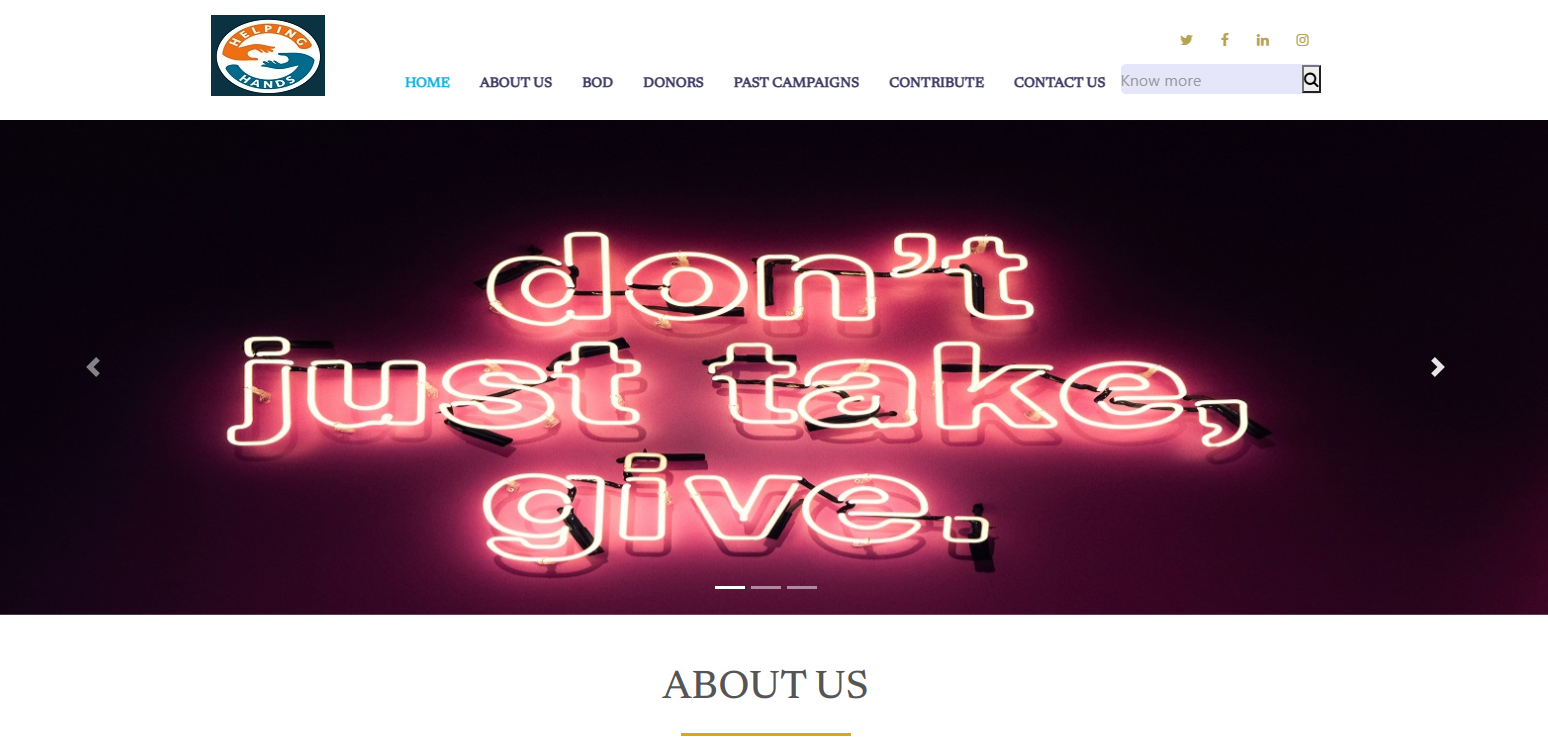 HELPING
HANDS
HOME ABOUT US BOD DONORS PAST CAMPAIGNS CONTRIBUTE CONTACT US Know more
don't
just take,
give.
ABOUT US